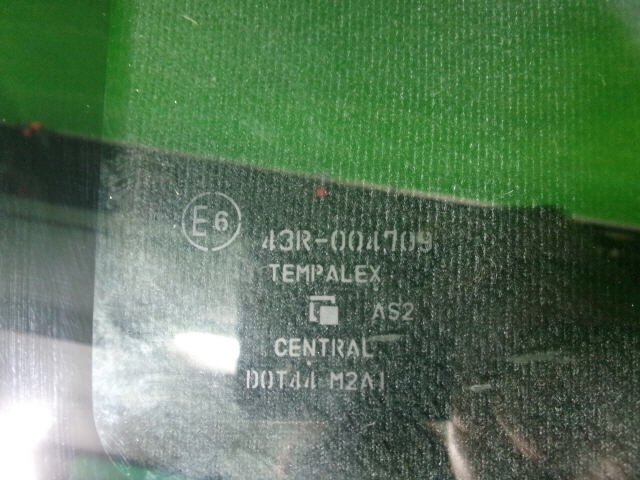 E6 43R-004709
TEMPALEX
AS2
CENTRAL
DOT44 M2A1